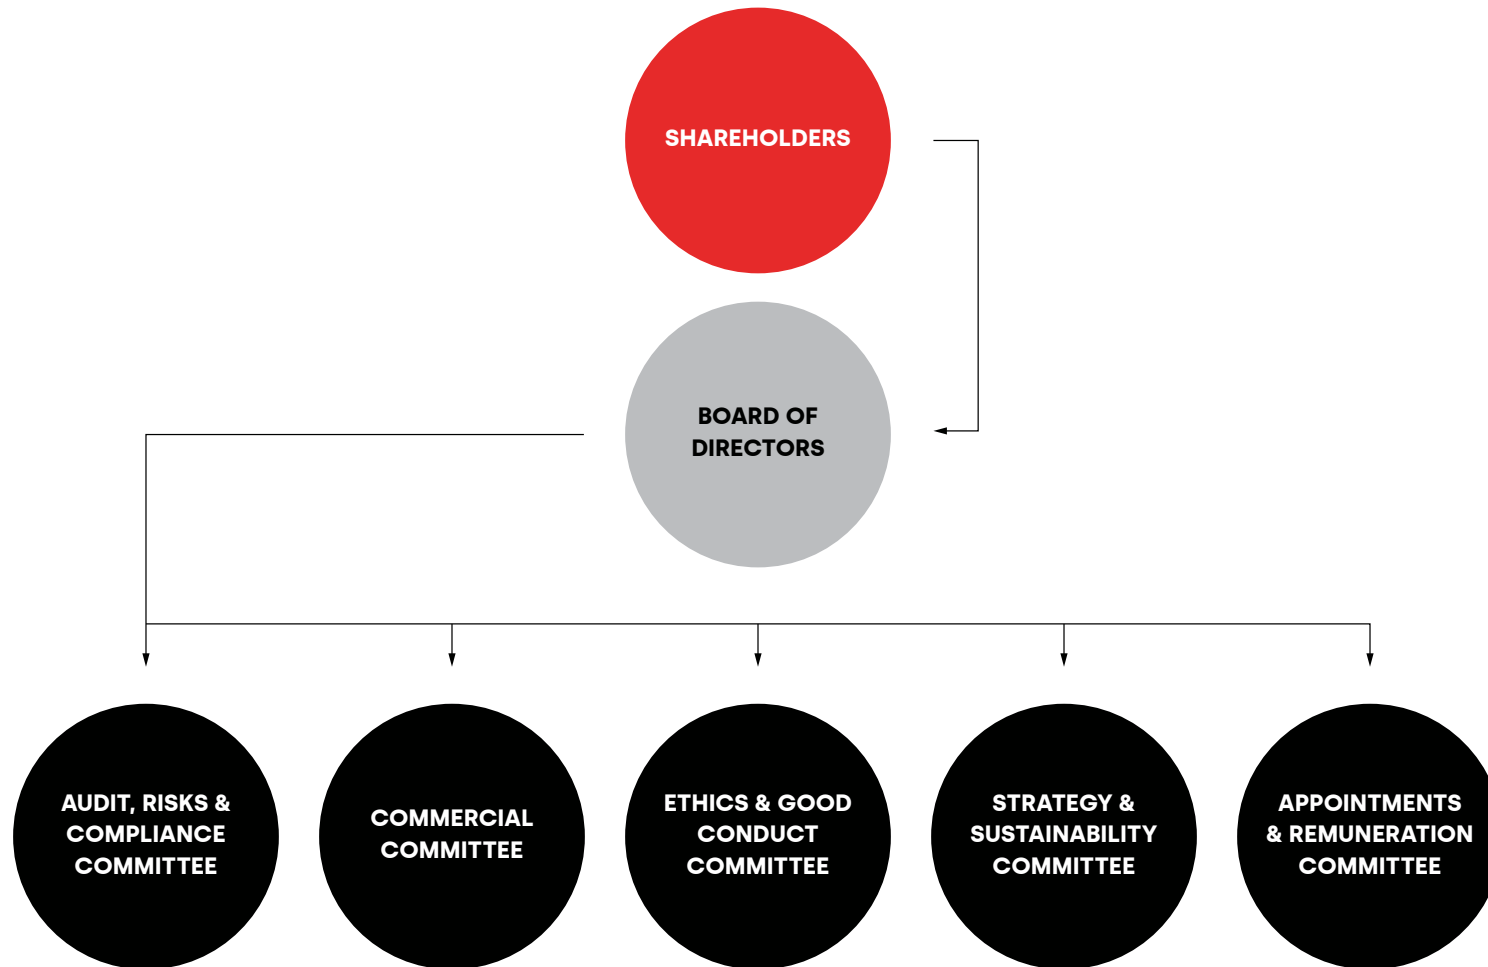 SHAREHOLDERS
BOARD OF
DIRECTORS
AUDIT, RISKS &
COMPLIANCE
COMMITTEE
COMMERCIAL
COMMITTEE
ETHICS & GOOD
CONDUCT
COMMITTEE
STRATEGY &
SUSTAINABILITY
COMMITTEE
APPOINTMENTS
& REMUNERATION
COMMITTEE